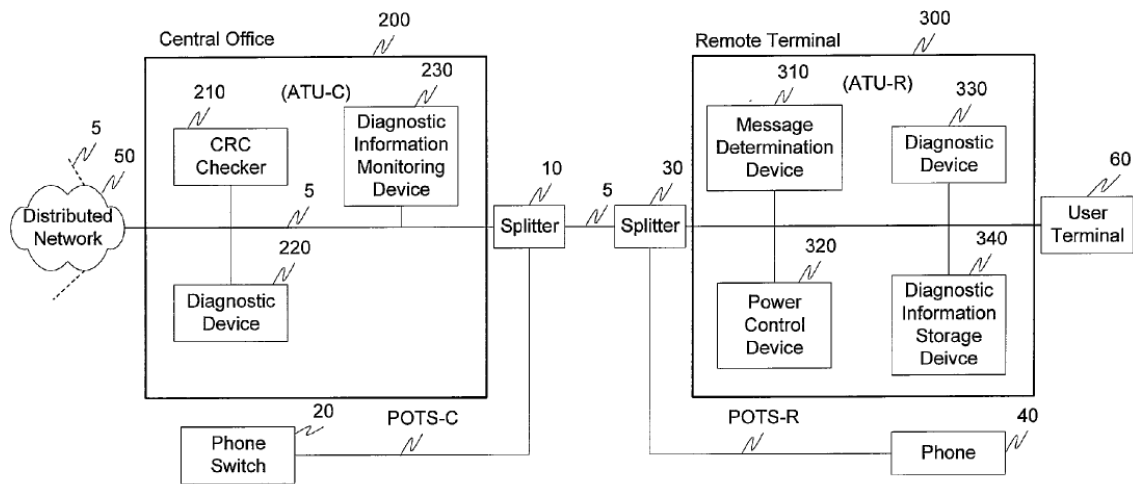 200
300
Central Office
Remote Terminal
230
310
(ATU-C)
(ATU-R)
330
210
Diagnostic
Information
Monitoring
Device
Message
Determination
Device
Diagnostic
Device
5
50
CRC
Checker
10
30
60
5
5
Distributed
Network
Splitter
Splitter
User
Terminal
220
320
340
Diagnostic
Device
Power
Control
Device
Diagnostic
Information
Storage
Deivce
20
POTS-C
POTS-R
40
Phone
Switch
Phone